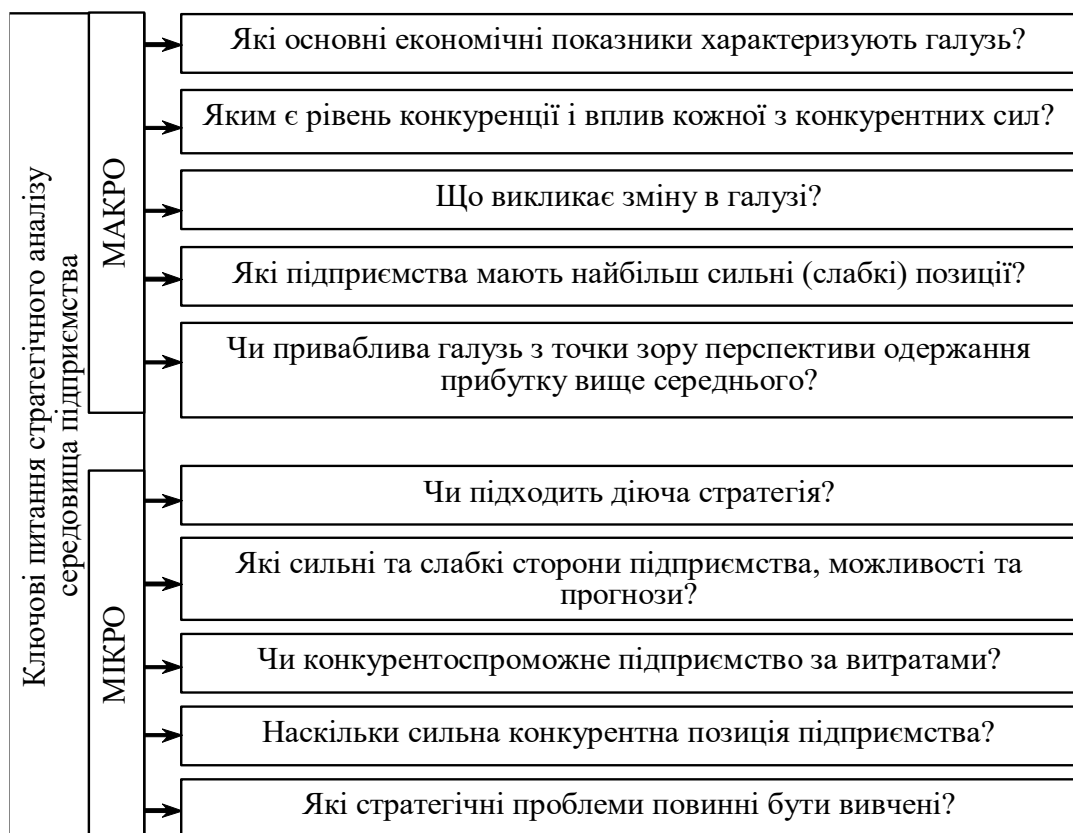 Ключові питання стратегічного аналізу
середовища підприємства
МАКРО
Які основні економічні показники характеризують галузь?
Яким є рівень конкуренції і вплив кожної з конкурентних сил?
Що викликає зміну в галузі?
Які підприємства мають найбільш сильні (слабкі) позиції?
Чи приваблива галузь з точки зору перспективи одержання
прибутку вище середнього?
МІКРО
Чи підходить діюча стратегія?
Які сильні та слабкі сторони підприємства, можливості та
прогнози?
Чи конкурентоспроможне підприємство за витратами?
Наскільки сильна конкурентна позиція підприємства?
Які стратегічні проблеми повинні бути вивчені?